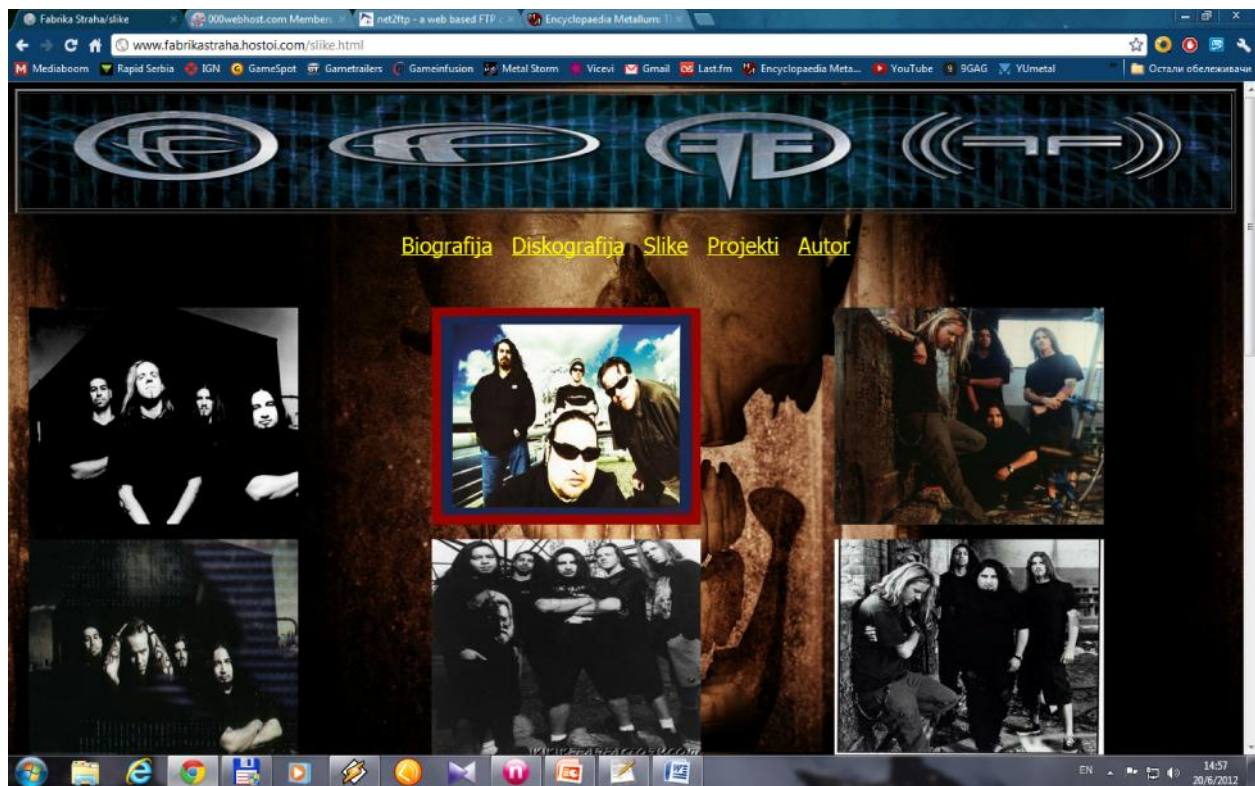 Fabrika Straha/slike
000webhost.com Members
net2ftp - a web based FTP c
Encyclopaedia Metallum: Th
www.fabrikastraha.hostoi.com/slike.html
Mediaboom Rapid Serbia IGN GameSpot Gametrailers Gameinfusion Metal Storm Vicevi Gmail Last.fm Encyclopaedia Meta... YouTube 9GAG YUmetal Остали обележивачи
Biografija Diskografija Slike Projekti Autor
EN
14:57
20/6/2012